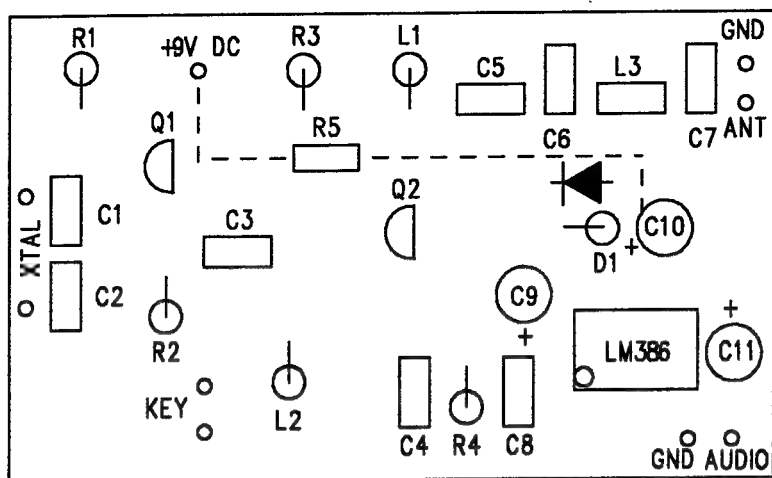 R1
+9V DC
R3
L1
GND
C5
L3
ANT
C7
C6
Q1
R5
Q2
C1
XTAL
C3
C10
+
D1
C2
C9
+
R2
LM386
+
C11
KEY
L2
C4
R4
C8
GND AUDIO